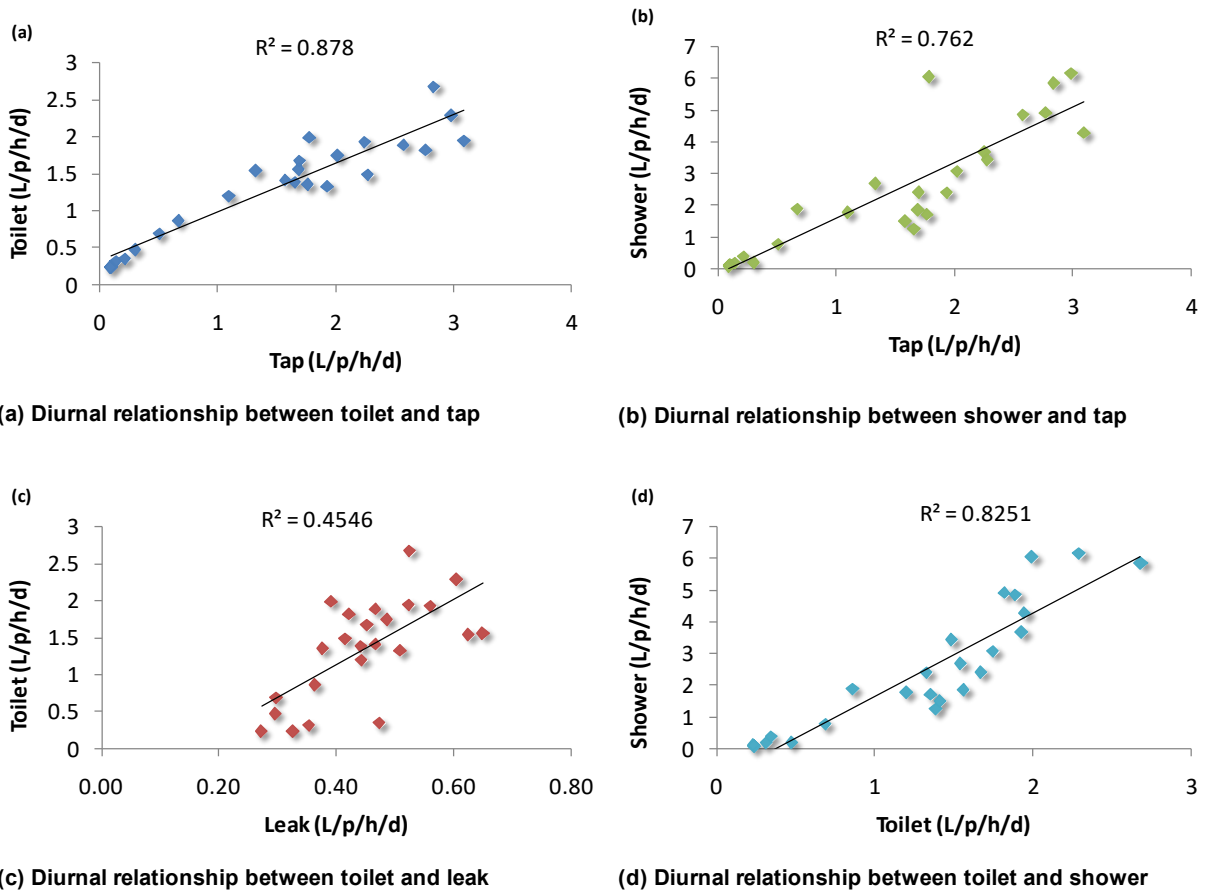 (a)
R² = 0.878
3
2.5
2
1.5
1
0.5
0
0 1 2 3 4
Toilet (L/p/h/d)
Tap (L/p/h/d)
(a) Diurnal relationship between toilet and tap
(b)
R² = 0.762
7
6
5
4
3
2
1
0
0 1 2 3 4
Shower (L/p/h/d)
Tap (L/p/h/d)
(b) Diurnal relationship between shower and tap
(c)
R² = 0.4546
3
2.5
2
1.5
1
0.5
0
0.00 0.20 0.40 0.60 0.80
Toilet (L/p/h/d)
Leak (L/p/h/d)
(c) Diurnal relationship between toilet and leak
(d)
R² = 0.8251
7
6
5
4
3
2
1
0
0 1 2 3
Shower (L/p/h/d)
Toilet (L/p/h/d)
(d) Diurnal relationship between toilet and shower